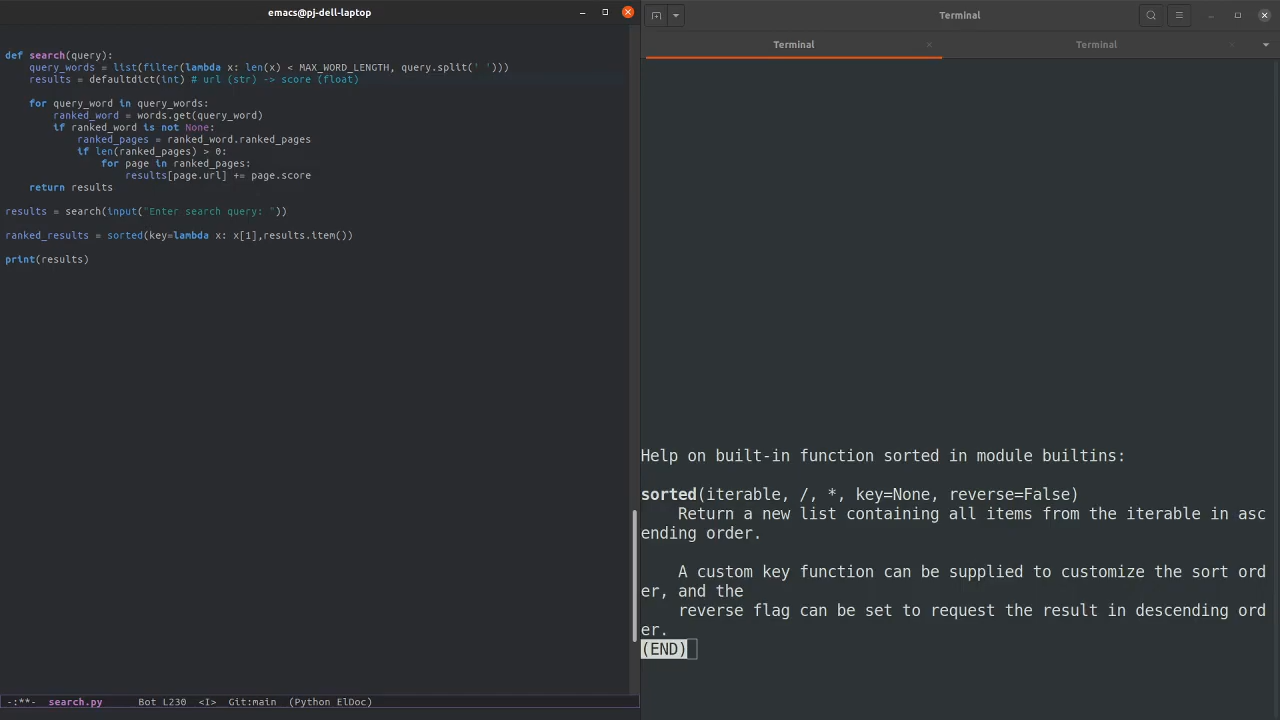 emacs@pj-dell-laptop
def search(query):
    query_words = list(filter(lambda x: len(x) < MAX_WORD_LENGTH, query.split(' ')))
    results = defaultdict(int) # url (str) -> score (float)
    for query_word in query_words:
        ranked_word = words.get(query_word)
        if ranked_word is not None:
            ranked_pages = ranked_word.ranked_pages
            if len(ranked_pages) > 0:
                for page in ranked_pages:
                    results[page.url] += page.score
    return results
results = search(input("Enter search query: "))
ranked_results = sorted(key=lambda x: x[1],results.item())
print(results)
-:**-  search.py      Bot L230  <I>  Git:main  (Python ElDoc)
Terminal
Terminal
Terminal
Help on built-in function sorted in module builtins:
sorted(iterable, /, *, key=None, reverse=False)
    Return a new list containing all items from the iterable in asc
ending order.
    A custom key function can be supplied to customize the sort ord
er, and the
    reverse flag can be set to request the result in descending ord
er.
(END)